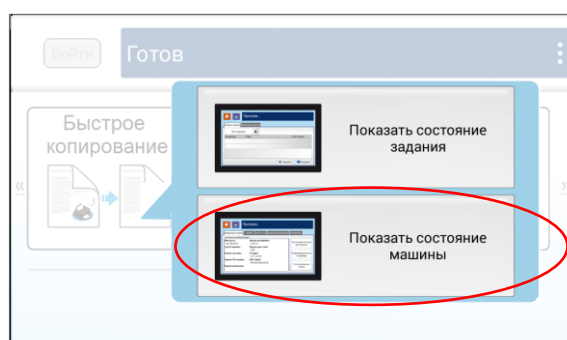 Войти
Готов
Быстрое
копирование
Показать состояние
задания
Показать состояние
машины